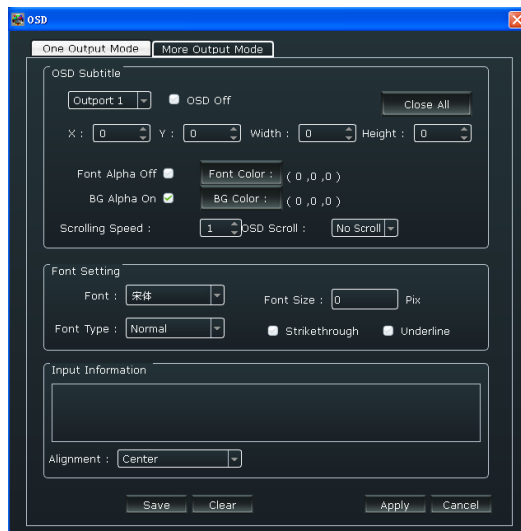 OSD
One Output Mode More Output Mode
OSD Subtitle
Outport 1 OSD Off Close All
X : 0 Y : 0 Width : 0 Height : 0
Font Alpha Off Font Color : ( 0 ,0 ,0 )
BG Alpha On BG Color : ( 0 ,0 ,0 )
Scrolling Speed : 1 OSD Scroll : No Scroll
Font Setting
Font : 宋体 Font Size : 0 Pix
Font Type : Normal Strikethrough Underline
Input Information
Alignment : Center
Save Clear Apply Cancel